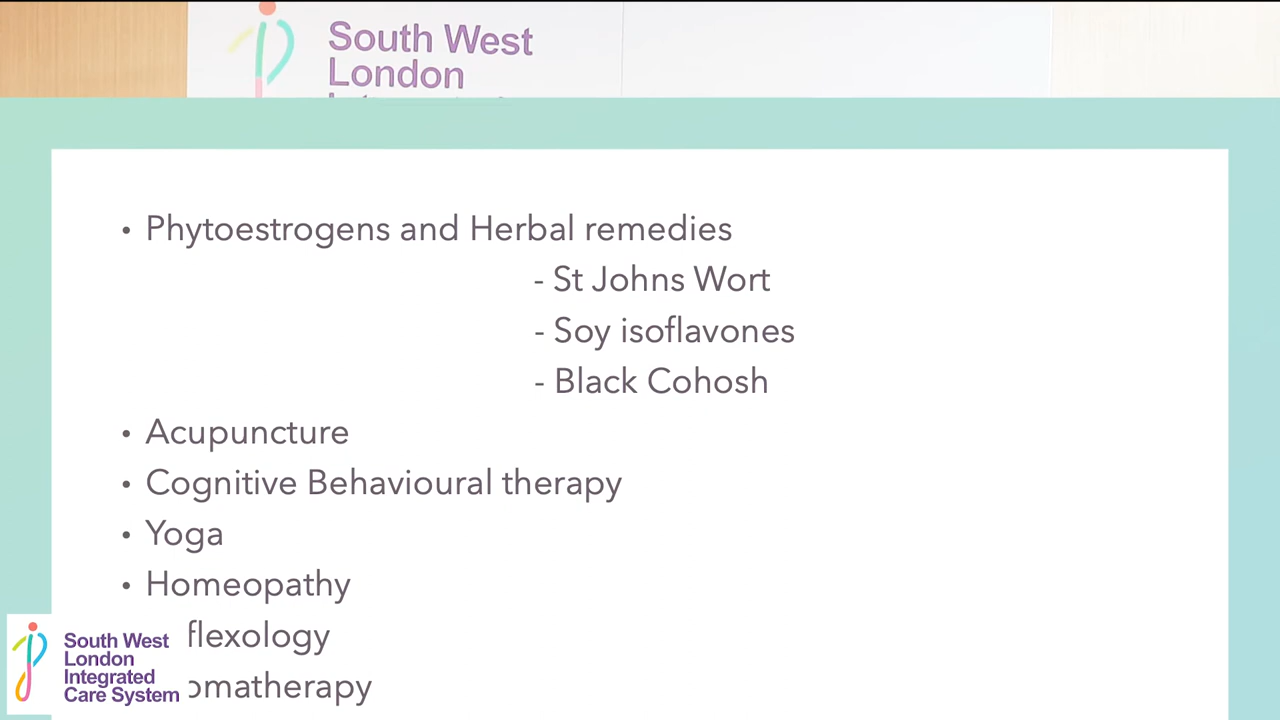 South West
London
• Phytoestrogens and Herbal remedies
- St Johns Wort
- Soy isoflavones
- Black Cohosh
• Acupuncture
• Cognitive Behavioural therapy
• Yoga
• Homeopathy
flexology
omatherapy
South West
London
Integrated
Care System